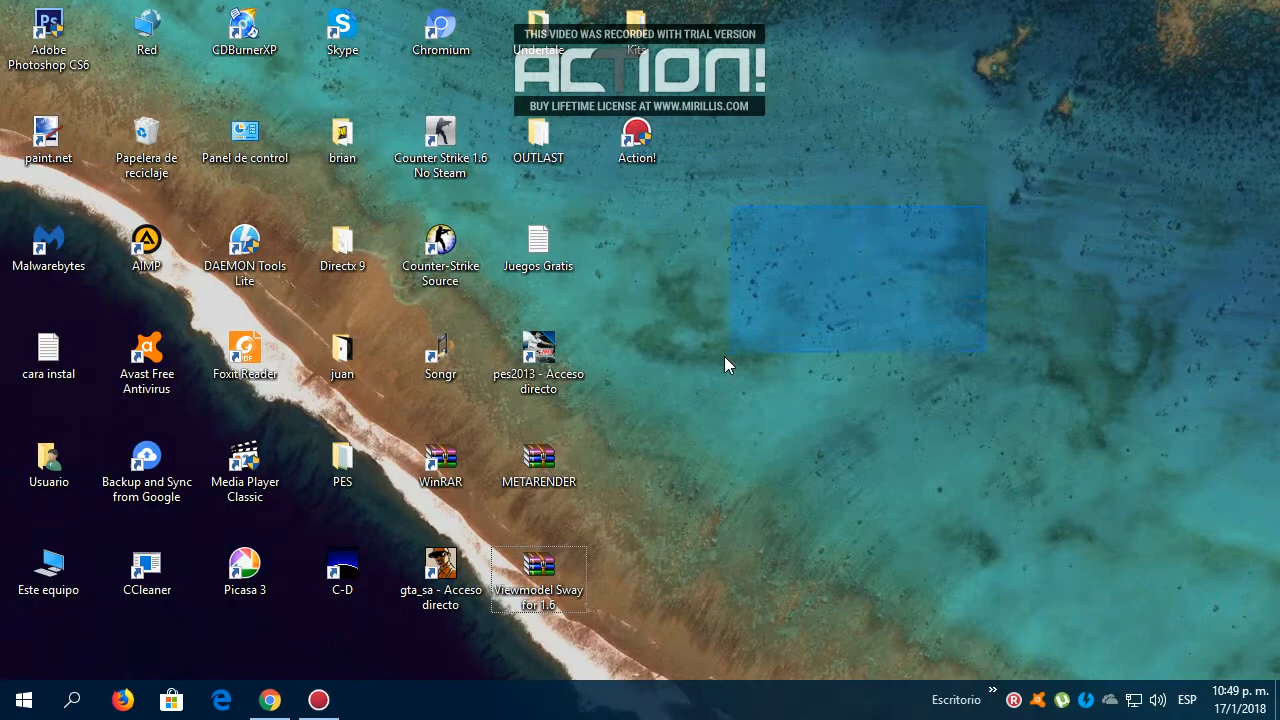 Adobe
Photoshop CS6
Red
CDBurnerXP
Skype
Chromium
Undertale
Kits
THIS VIDEO WAS RECORDED WITH TRIAL VERSION
ACTION!
BUY LIFETIME LICENSE AT WWW.MIRILLIS.COM
paint.net
Papelera de
reciclaje
Panel de control
brian
Counter Strike 1.6
No Steam
OUTLAST
Action!
Malwarebytes
AIMP
DAEMON Tools
Lite
Directx 9
Counter-Strike
Source
Juegos Gratis
cara instal
Avast Free
Antivirus
Foxit Reader
juan
Songr
pes2013 - Acceso
directo
Usuario
Backup and Sync
from Google
Media Player
Classic
PES
WinRAR
METARENDER
Este equipo
CCleaner
Picasa 3
C-D
gta_sa - Acceso
directo
Viewmodel Sway
for 1.6
Escritorio
ESP
10:49 p. m.
17/1/2018